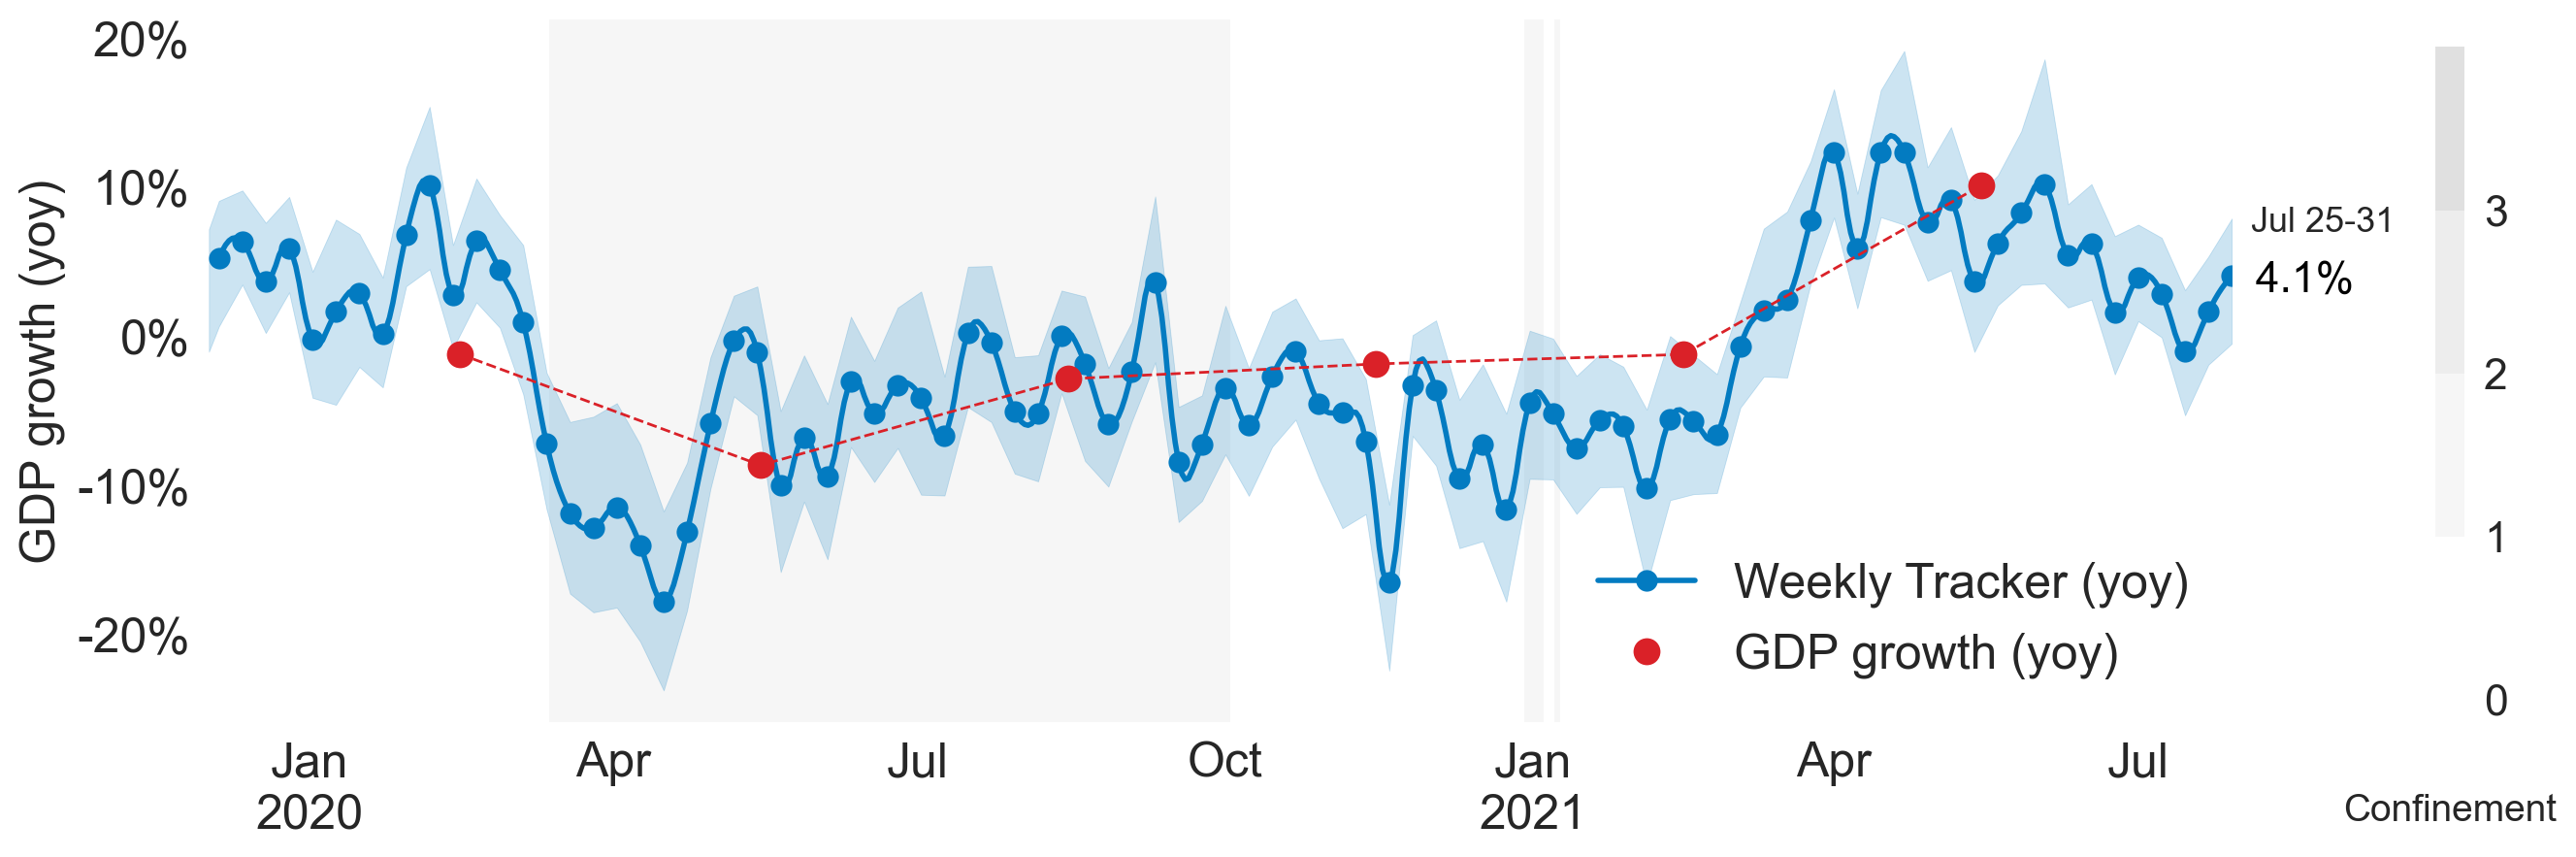 20%
10%
0%
-10%
-20%
GDP growth (yoy)
Jan
2020
Apr
Jul
Oct
Jan
2021
Apr
Jul
Weekly Tracker (yoy)
GDP growth (yoy)
Jul 25-31
4.1%
3
2
1
0
Confinement